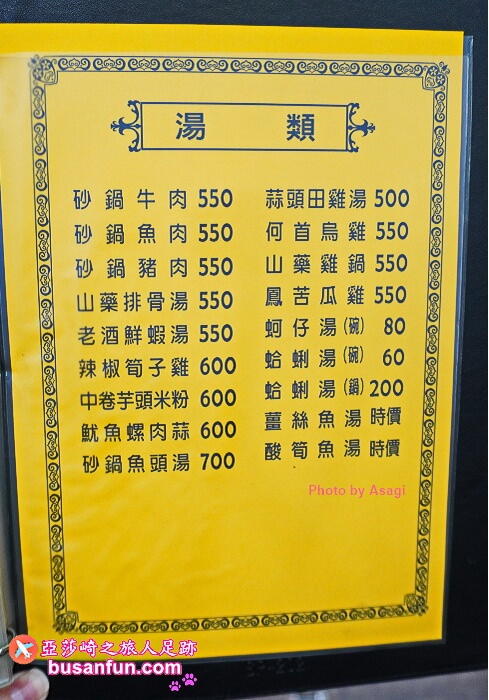 湯 類
砂鍋牛肉 550
砂鍋魚肉 550
砂鍋豬肉 550
山藥排骨湯 550
老酒鮮蝦湯 550
辣椒筍子雞 600
中卷芋頭米粉 600
魷魚螺肉蒜 600
砂鍋魚頭湯 700
蒜頭田雞湯 500
何首烏雞 550
山藥雞鍋 550
鳳苦瓜雞 550
蚵仔湯(碗) 80
蛤蜊湯(碗) 60
蛤蜊湯(鍋) 200
薑絲魚湯 時價
酸筍魚湯 時價
Photo by Asagi
亞莎崎之旅人足跡
busanfun.com